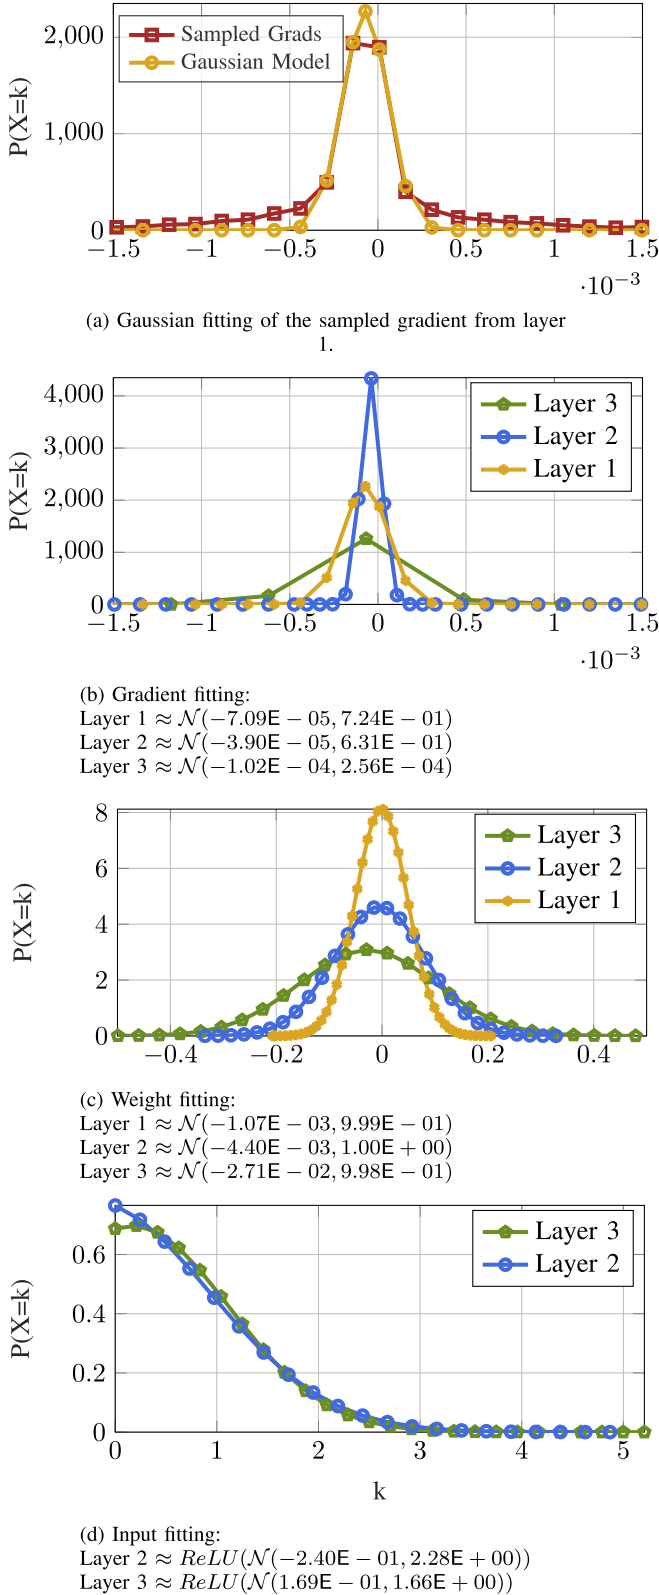 2,000
1,000
0
P(X=k)
Sampled Grads
Gaussian Model
−1.5 −1 −0.5 0 0.5 1 1.5
·10⁻³
(a) Gaussian fitting of the sampled gradient from layer
1.
4,000
3,000
2,000
1,000
0
P(X=k)
Layer 3
Layer 2
Layer 1
−1.5 −1 −0.5 0 0.5 1 1.5
·10⁻³
(b) Gradient fitting:
Layer 1 ≈ 𝒩(−7.09E − 05, 7.24E − 01)
Layer 2 ≈ 𝒩(−3.90E − 05, 6.31E − 01)
Layer 3 ≈ 𝒩(−1.02E − 04, 2.56E − 04)
8
6
4
2
0
P(X=k)
Layer 3
Layer 2
Layer 1
−0.4 −0.2 0 0.2 0.4
(c) Weight fitting:
Layer 1 ≈ 𝒩(−1.07E − 03, 9.99E − 01)
Layer 2 ≈ 𝒩(−4.40E − 03, 1.00E + 00)
Layer 3 ≈ 𝒩(−2.71E − 02, 9.98E − 01)
0.6
0.4
0.2
0
P(X=k)
Layer 3
Layer 2
0 1 2 3 4 5
k
(d) Input fitting:
Layer 2 ≈ ReLU(𝒩(−2.40E − 01, 2.28E + 00))
Layer 3 ≈ ReLU(𝒩(1.69E − 01, 1.66E + 00))